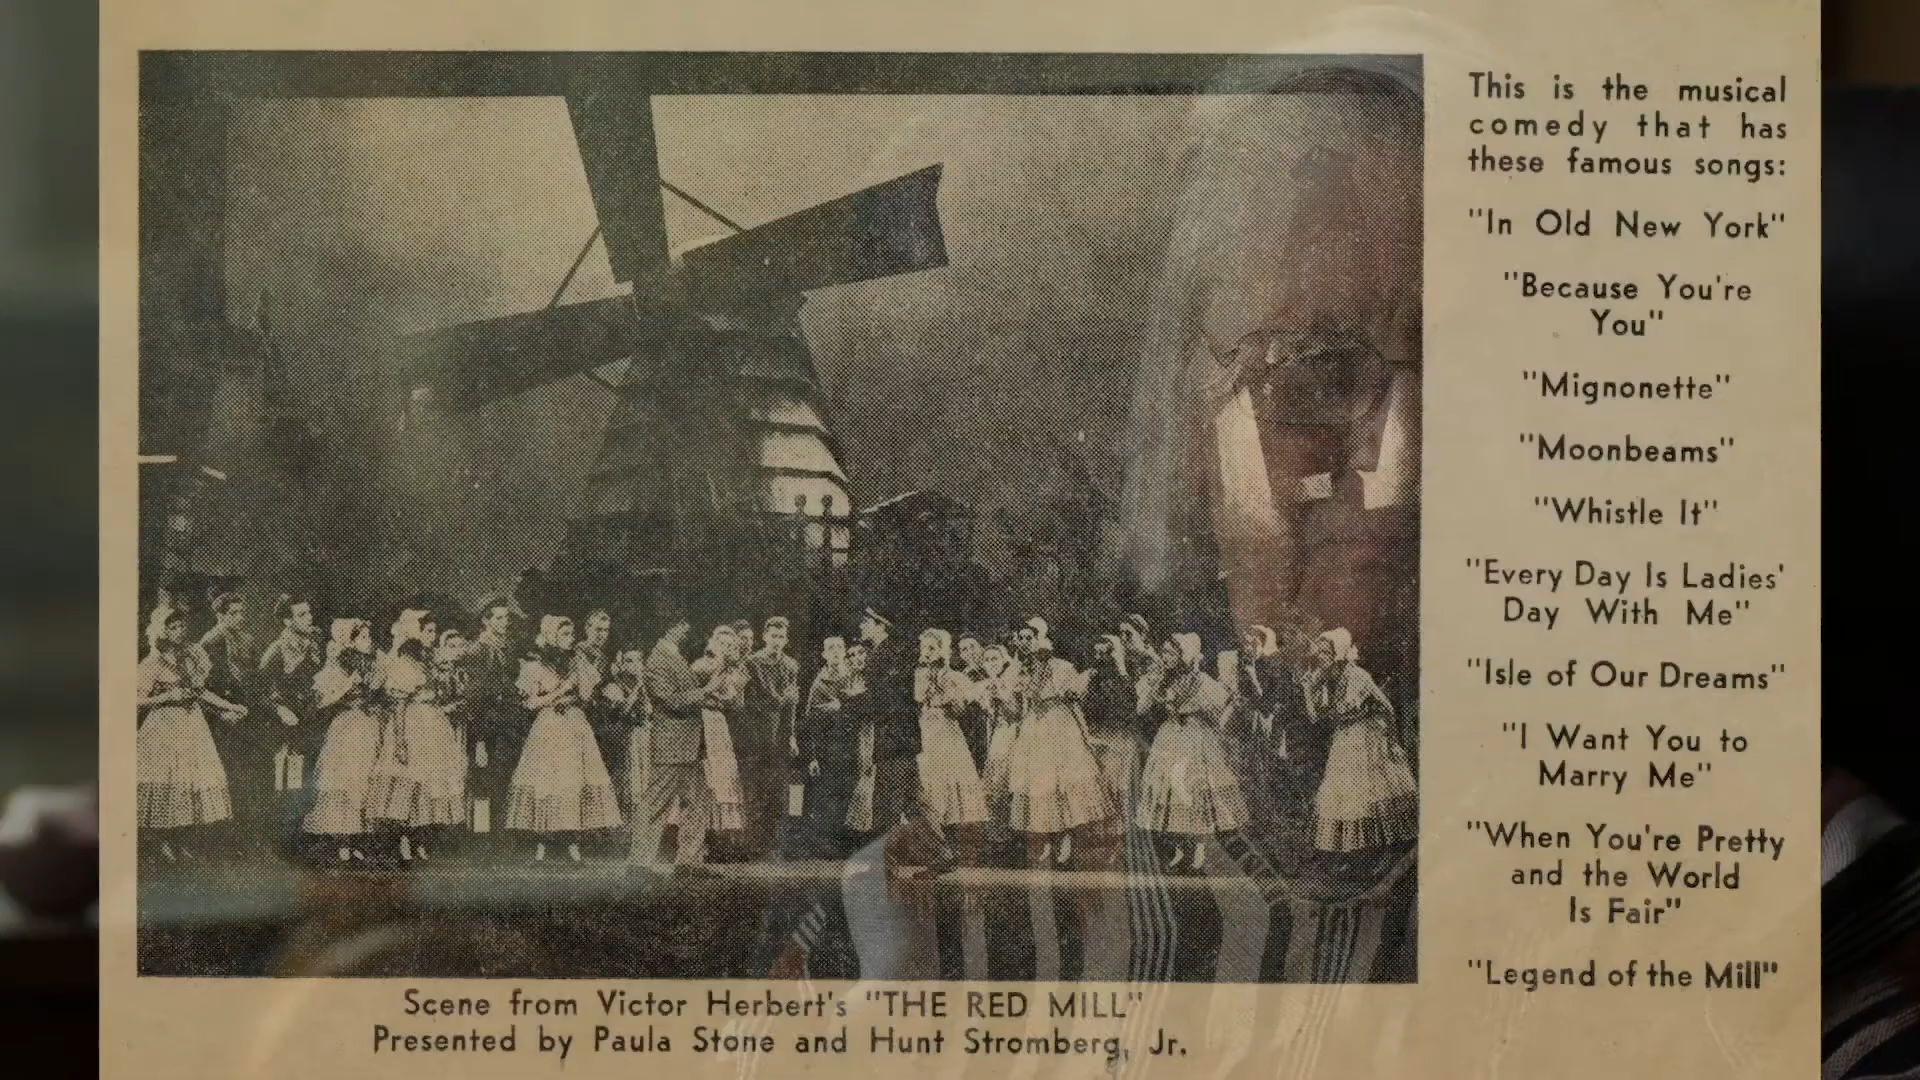 This is the musical
comedy that has
these famous songs:
"In Old New York"
"Because You're
You"
"Mignonette"
"Moonbeams"
"Whistle It"
"Every Day Is Ladies'
Day With Me"
"Isle of Our Dreams"
"I Want You to
Marry Me"
"When You're Pretty
and the World
Is Fair"
"Legend of the Mill"
Scene from Victor Herbert's "THE RED MILL"
Presented by Paula Stone and Hunt Stromberg, Jr.